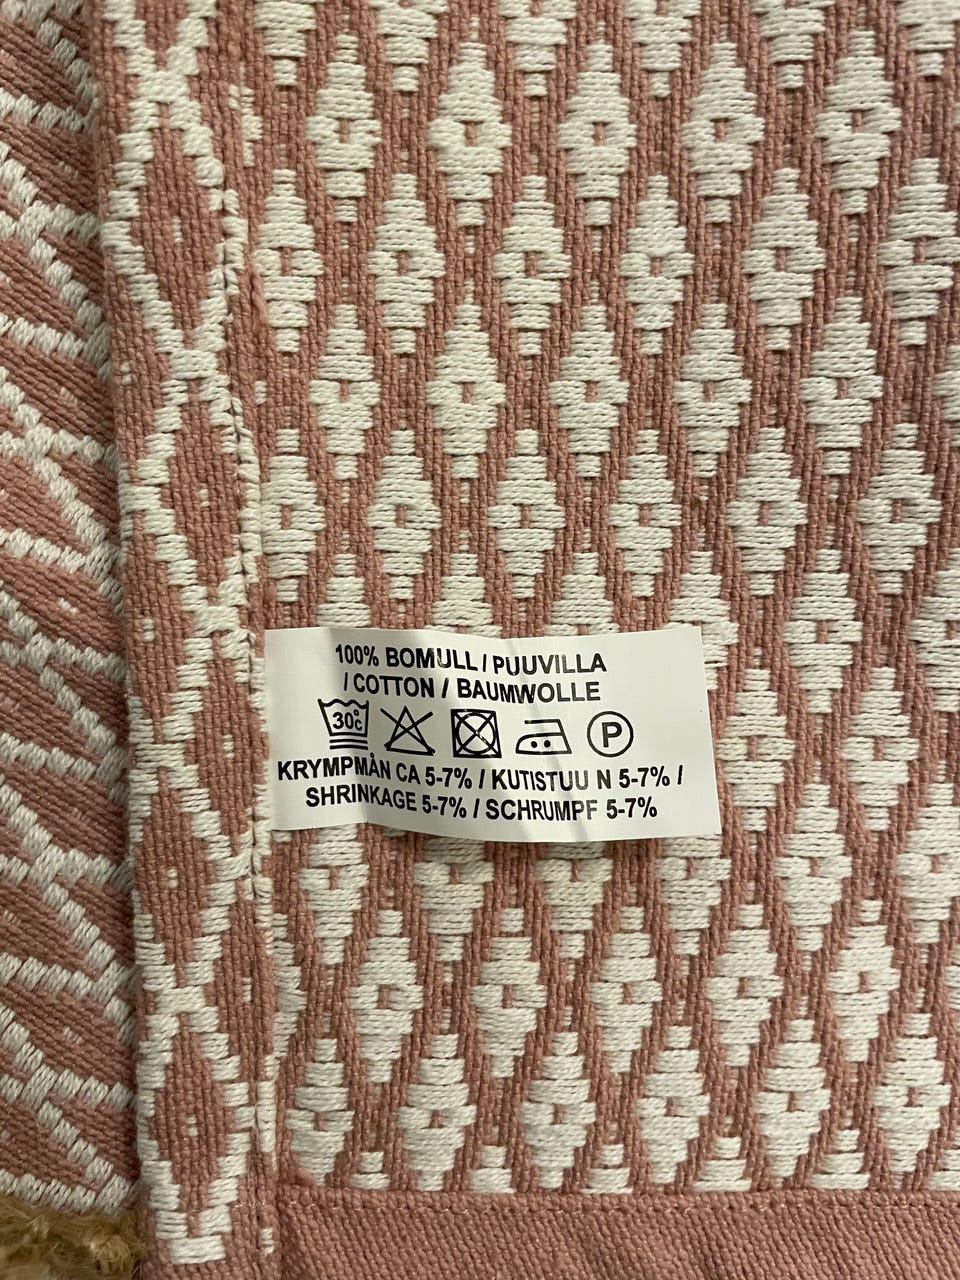 100% BOMULL / PUUVILLA
/ COTTON / BAUMWOLLE
30°C P
KRYMPMÅN CA 5-7% / KUTISTUU N 5-7% /
SHRINKAGE 5-7% / SCHRUMPF 5-7%